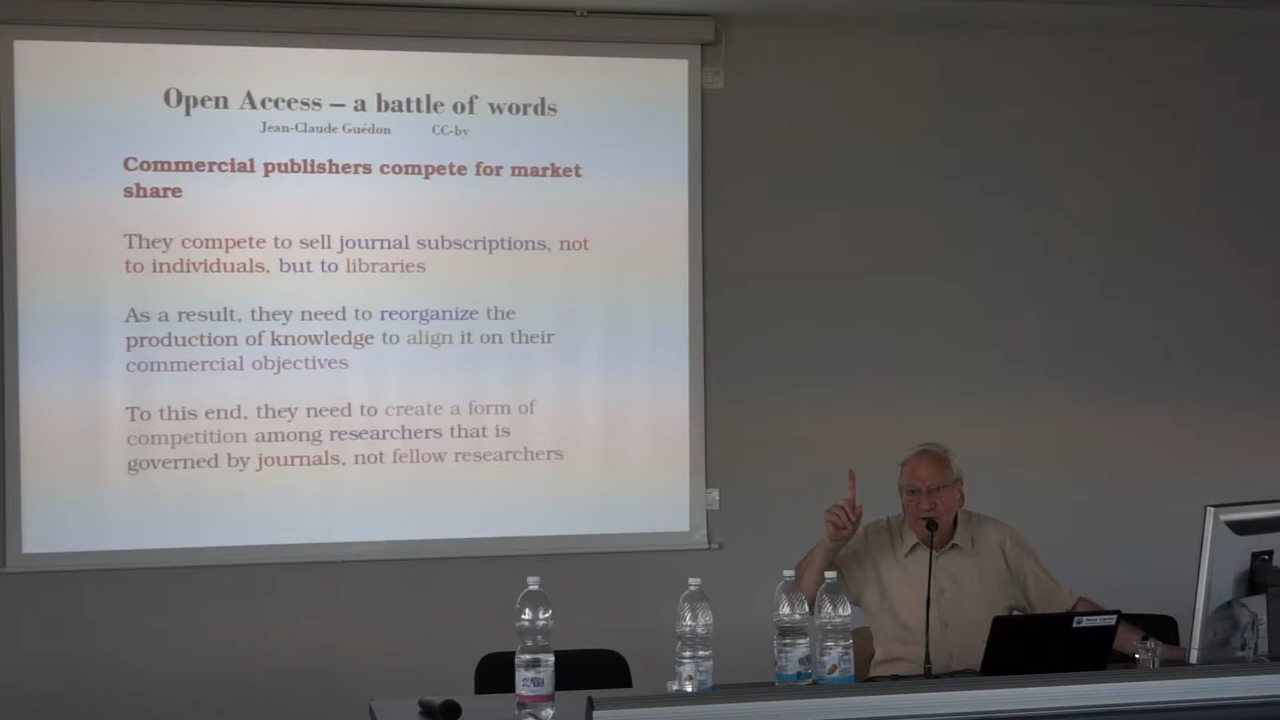 Open Access – a battle of words
Jean-Claude Guédon CC-by
Commercial publishers compete for market
share
They compete to sell journal subscriptions, not
to individuals, but to libraries
As a result, they need to reorganize the
production of knowledge to align it on their
commercial objectives
To this end, they need to create a form of
competition among researchers that is
governed by journals, not fellow researchers